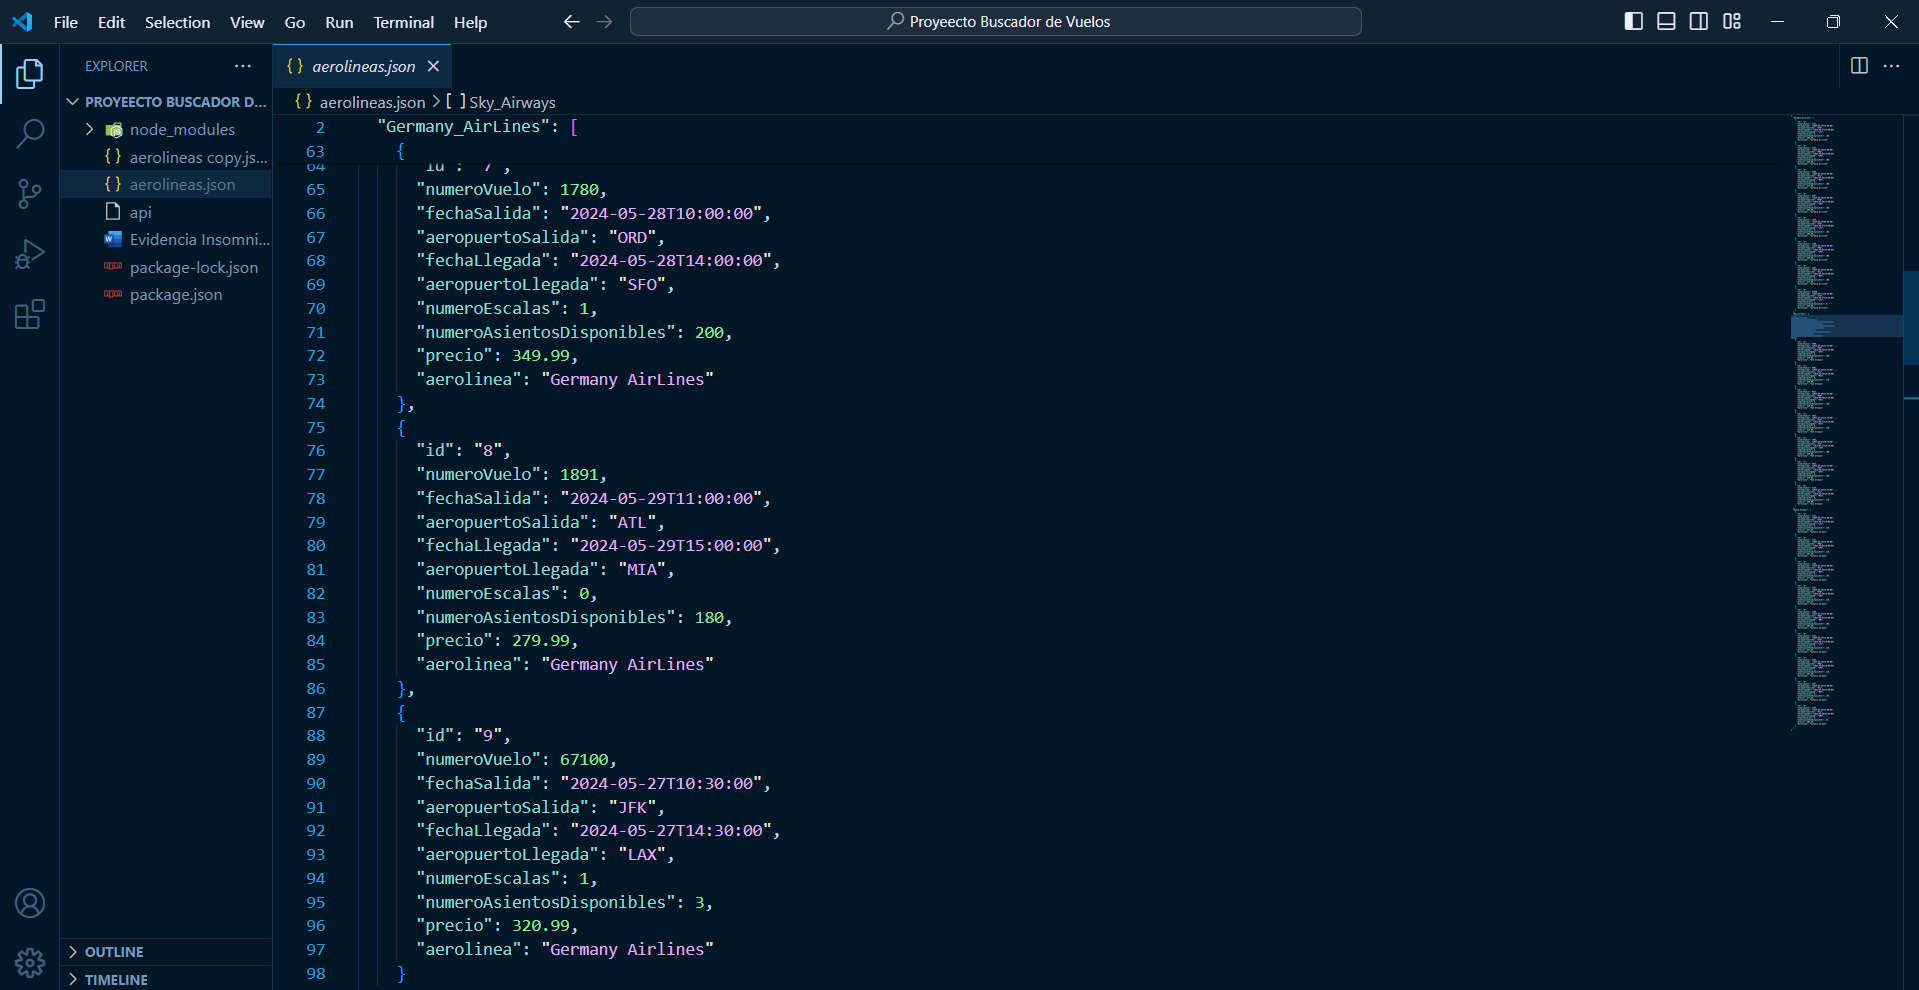 File Edit Selection View Go Run Terminal Help
Proyeecto Buscador de Vuelos
EXPLORER
PROYEECTO BUSCADOR D...
node_modules
aerolineas copy.js...
aerolineas.json
api
Evidencia Insomni...
package-lock.json
package.json
OUTLINE
TIMELINE
{} aerolineas.json
{} aerolineas.json > [ ] Sky_Airways
2 "Germany_AirLines": [
63 {
64 "id": "7",
65 "numeroVuelo": 1780,
66 "fechaSalida": "2024-05-28T10:00:00",
67 "aeropuertoSalida": "ORD",
68 "fechaLlegada": "2024-05-28T14:00:00",
69 "aeropuertoLlegada": "SFO",
70 "numeroEscalas": 1,
71 "numeroAsientosDisponibles": 200,
72 "precio": 349.99,
73 "aerolinea": "Germany AirLines"
74 },
75 {
76 "id": "8",
77 "numeroVuelo": 1891,
78 "fechaSalida": "2024-05-29T11:00:00",
79 "aeropuertoSalida": "ATL",
80 "fechaLlegada": "2024-05-29T15:00:00",
81 "aeropuertoLlegada": "MIA",
82 "numeroEscalas": 0,
83 "numeroAsientosDisponibles": 180,
84 "precio": 279.99,
85 "aerolinea": "Germany AirLines"
86 },
87 {
88 "id": "9",
89 "numeroVuelo": 67100,
90 "fechaSalida": "2024-05-27T10:30:00",
91 "aeropuertoSalida": "JFK",
92 "fechaLlegada": "2024-05-27T14:30:00",
93 "aeropuertoLlegada": "LAX",
94 "numeroEscalas": 1,
95 "numeroAsientosDisponibles": 3,
96 "precio": 320.99,
97 "aerolinea": "Germany Airlines"
98 }